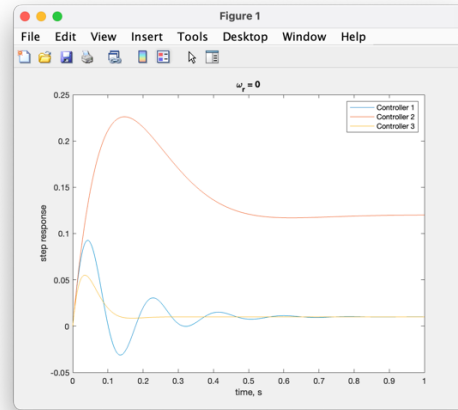 Figure 1
File Edit View Insert Tools Desktop Window Help
ω_r = 0
Controller 1
Controller 2
Controller 3
0.25
0.2
0.15
0.1
0.05
0
-0.05
step response
0 0.1 0.2 0.3 0.4 0.5 0.6 0.7 0.8 0.9 1
time, s